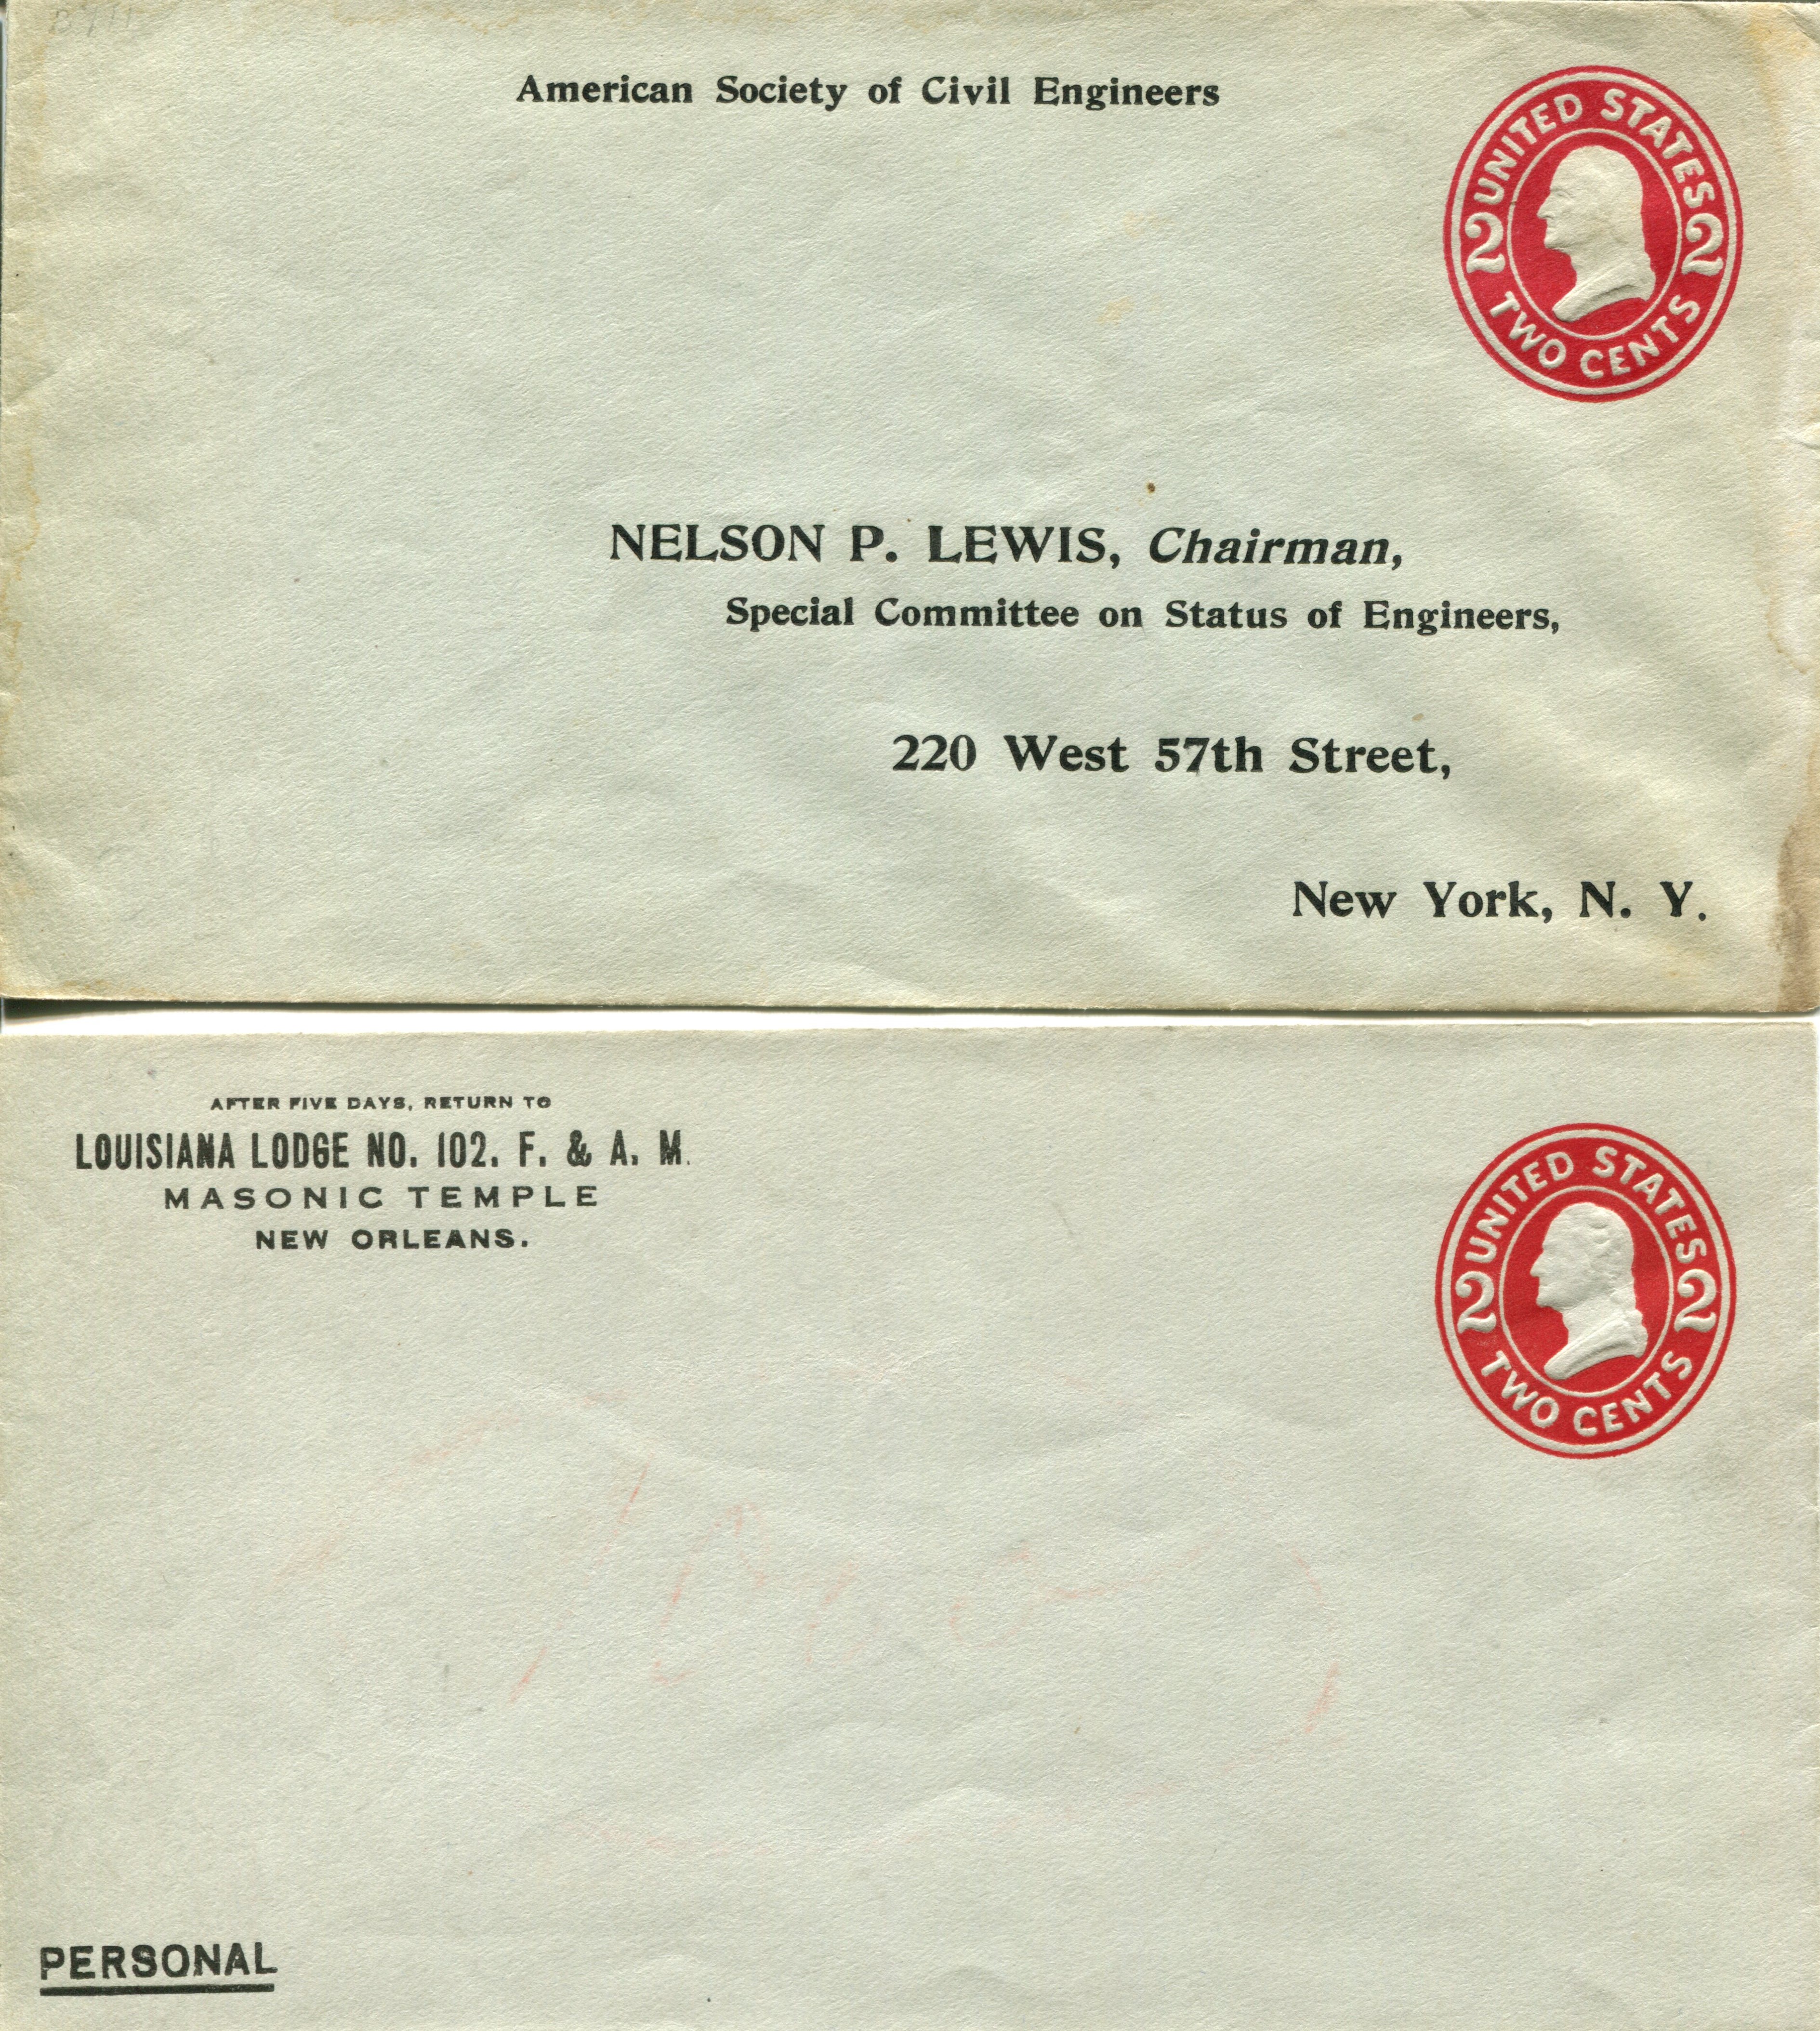 American Society of Civil Engineers
UNITED STATES
2 2
TWO CENTS
NELSON P. LEWIS, Chairman,
Special Committee on Status of Engineers,
220 West 57th Street,
New York, N. Y.
AFTER FIVE DAYS, RETURN TO
LOUISIANA LODGE NO. 102. F. & A. M.
MASONIC TEMPLE
NEW ORLEANS.
UNITED STATES
2 2
TWO CENTS
PERSONAL